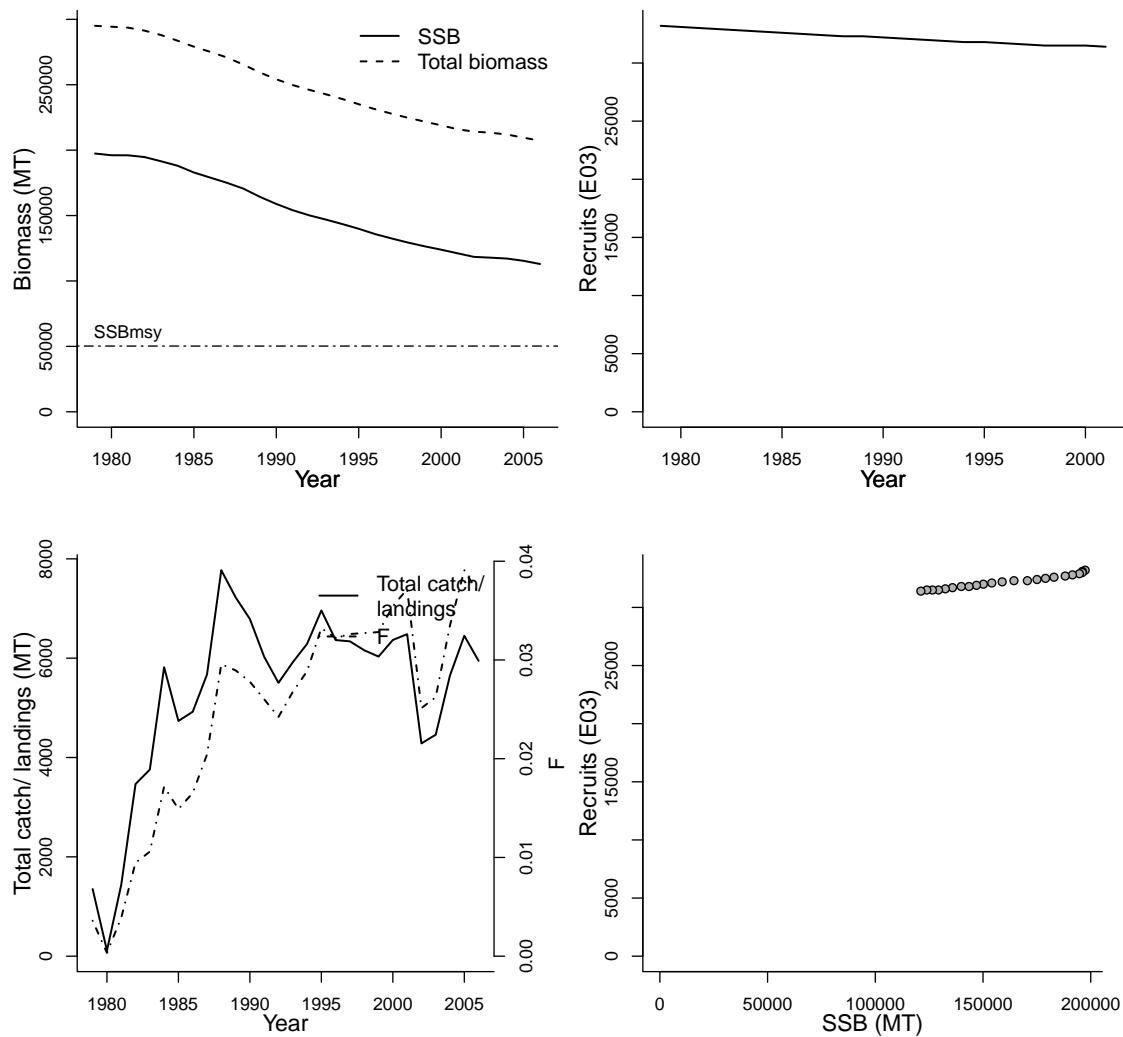 SSB
Total biomass
SSBmsy
Biomass (MT)
0
50000
150000
250000
1980
1985
1990
1995
2000
2005
Year
Recruits (E03)
0
5000
15000
25000
1980
1985
1990
1995
2000
Year
Total catch/ landings (MT)
0
2000
4000
6000
8000
Total catch/
landings
F
0.00
0.01
0.02
0.03
0.04
F
1980
1985
1990
1995
2000
2005
Year
Recruits (E03)
0
5000
15000
25000
0
50000
100000
150000
200000
SSB (MT)